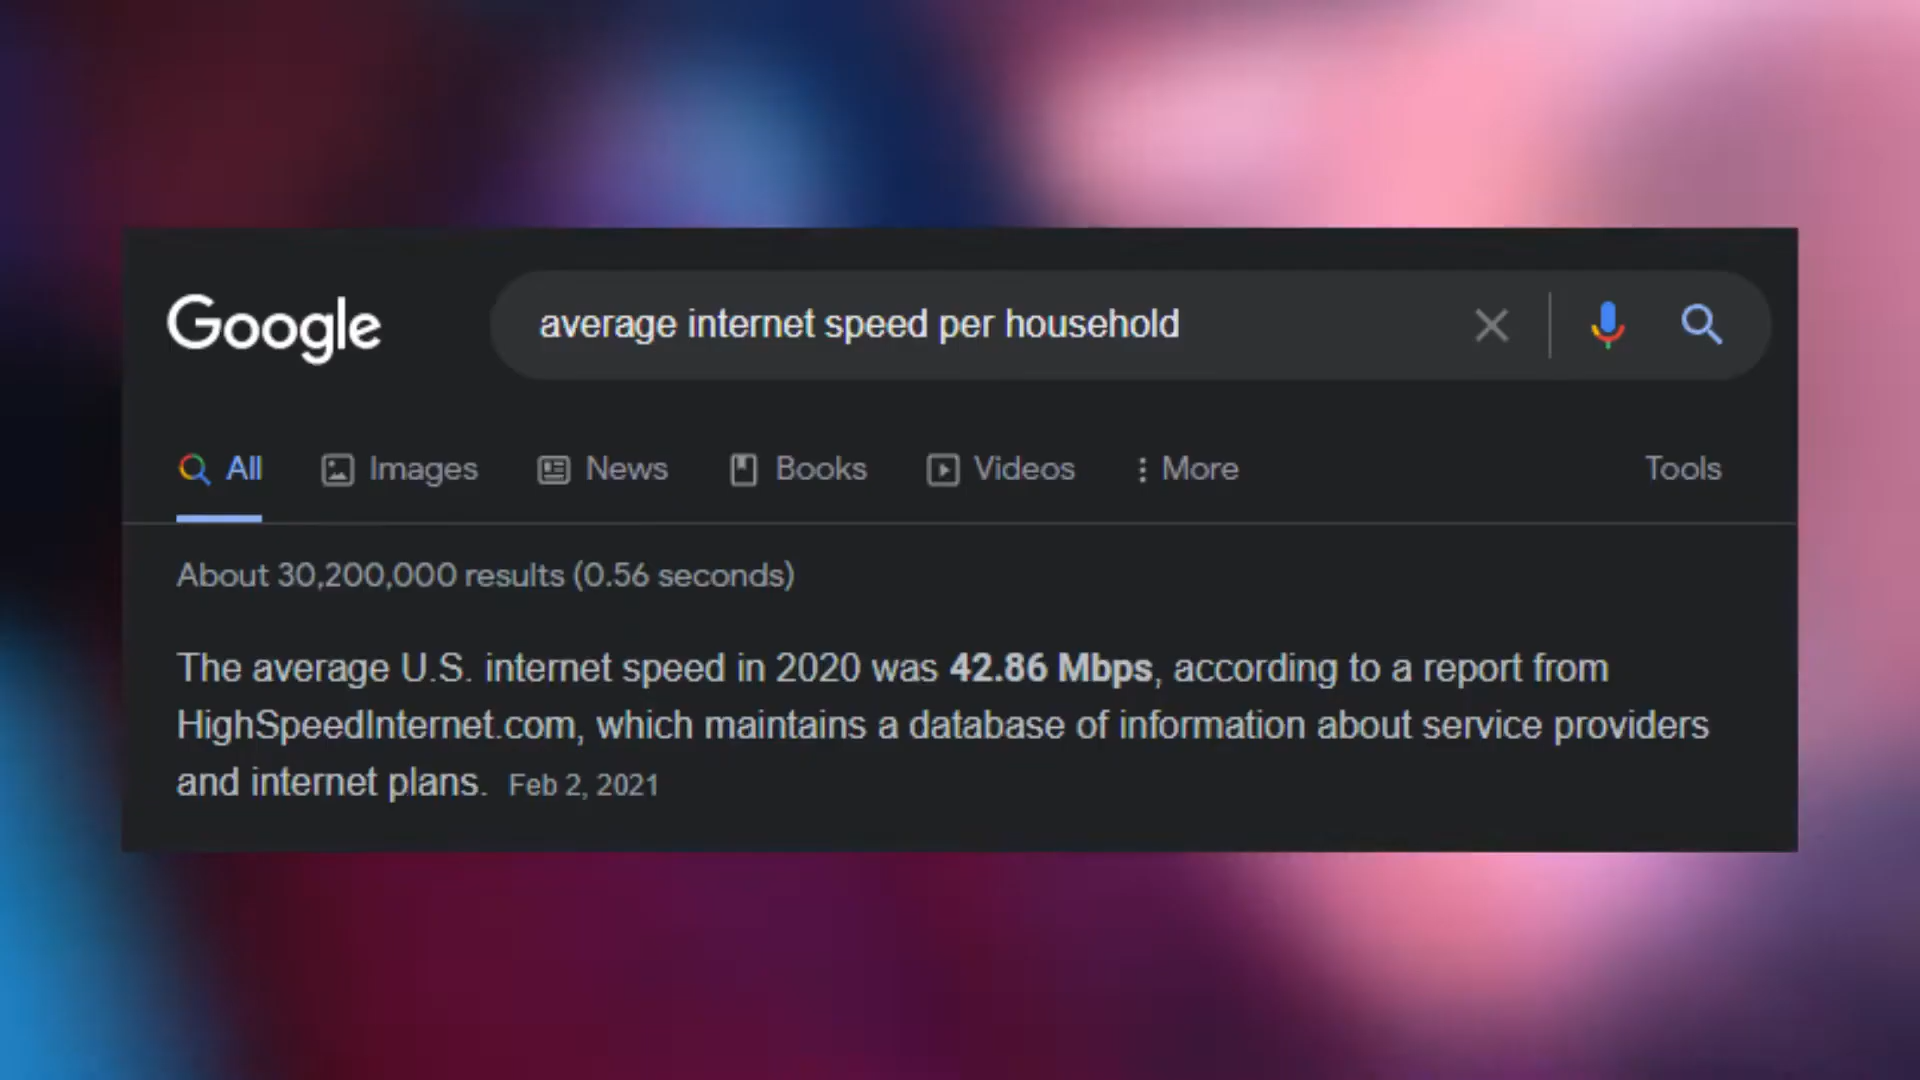 Google
average internet speed per household
All Images News Books Videos More Tools
About 30,200,000 results (0.56 seconds)
The average U.S. internet speed in 2020 was 42.86 Mbps, according to a report from
HighSpeedInternet.com, which maintains a database of information about service providers
and internet plans. Feb 2, 2021